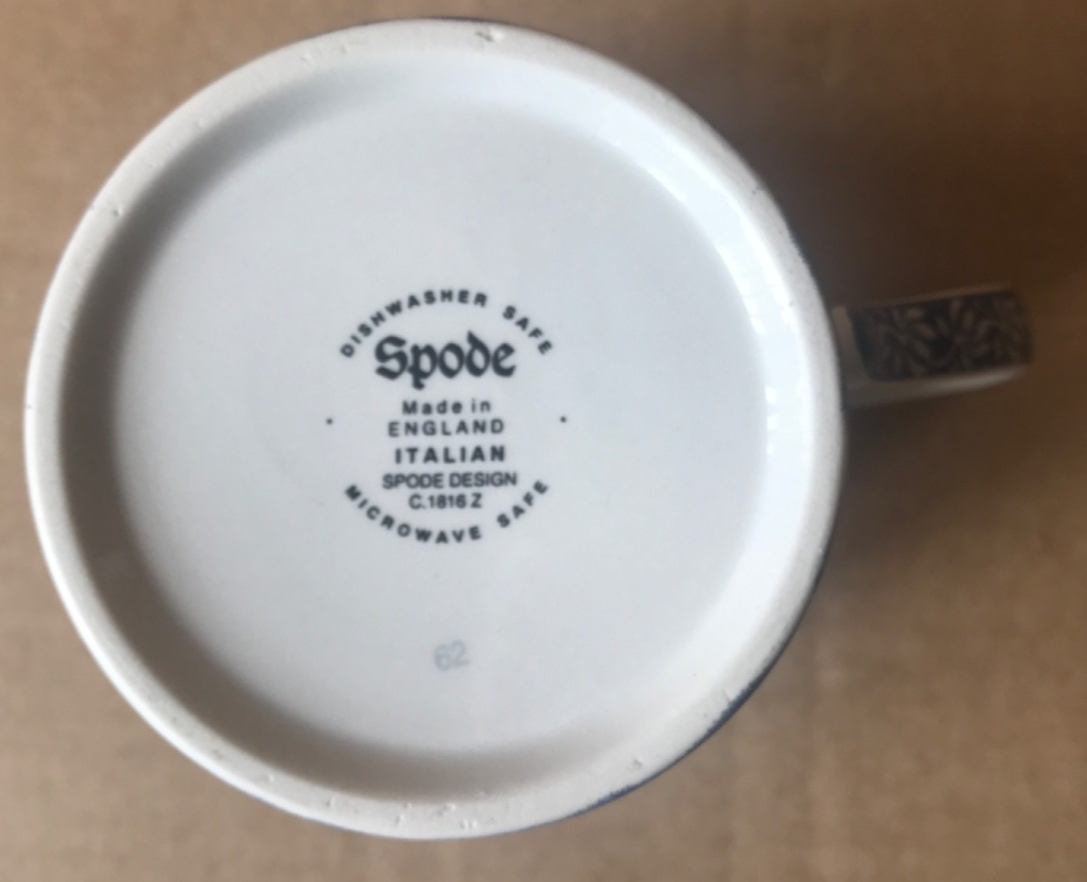 DISHWASHER SAFE
Spode
Made in
ENGLAND
ITALIAN
SPODE DESIGN
C.1816 Z
MICROWAVE SAFE
62